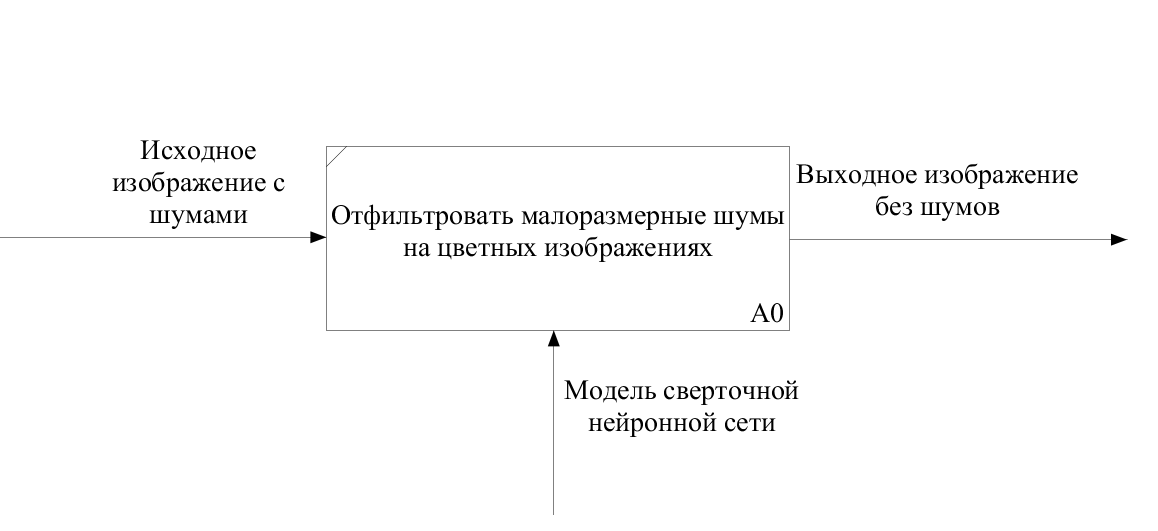 Исходное
изображение с
шумами
Отфильтровать малоразмерные шумы
на цветных изображениях
A0
Выходное изображение
без шумов
Модель сверточной
нейронной сети